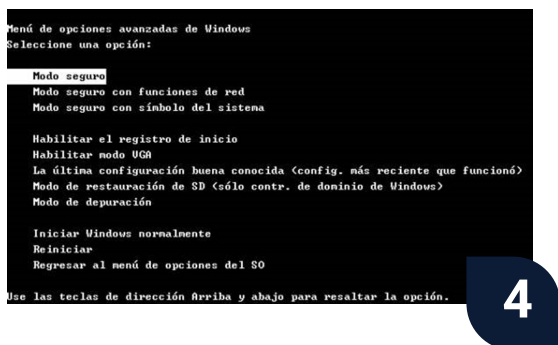 Menú de opciones avanzadas de Windows
Seleccione una opción:
Modo seguro
Modo seguro con funciones de red
Modo seguro con símbolo del sistema
Habilitar el registro de inicio
Habilitar modo VGA
La última configuración buena conocida (config. más reciente que funcionó)
Modo de restauración de SD (sólo contr. de dominio de Windows)
Modo de depuración
Iniciar Windows normalmente
Reiniciar
Regresar al menú de opciones del SO
Use las teclas de dirección Arriba y abajo para resaltar la opción.
4